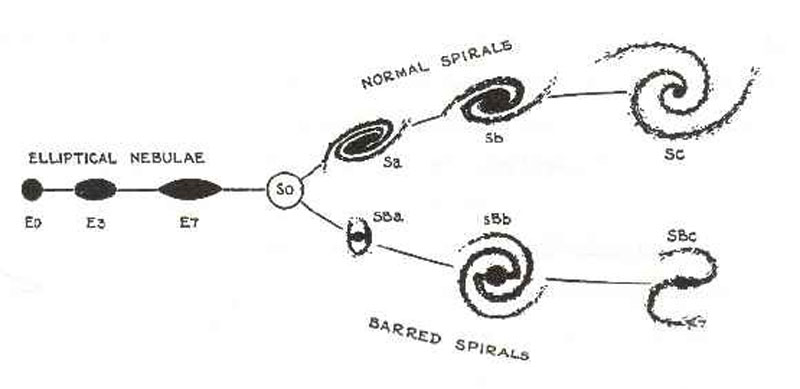 NORMAL SPIRALS
Sa
Sb
Sc
ELLIPTICAL NEBULAE
E0
E3
E7
So
SBa
SBb
SBc
BARRED SPIRALS